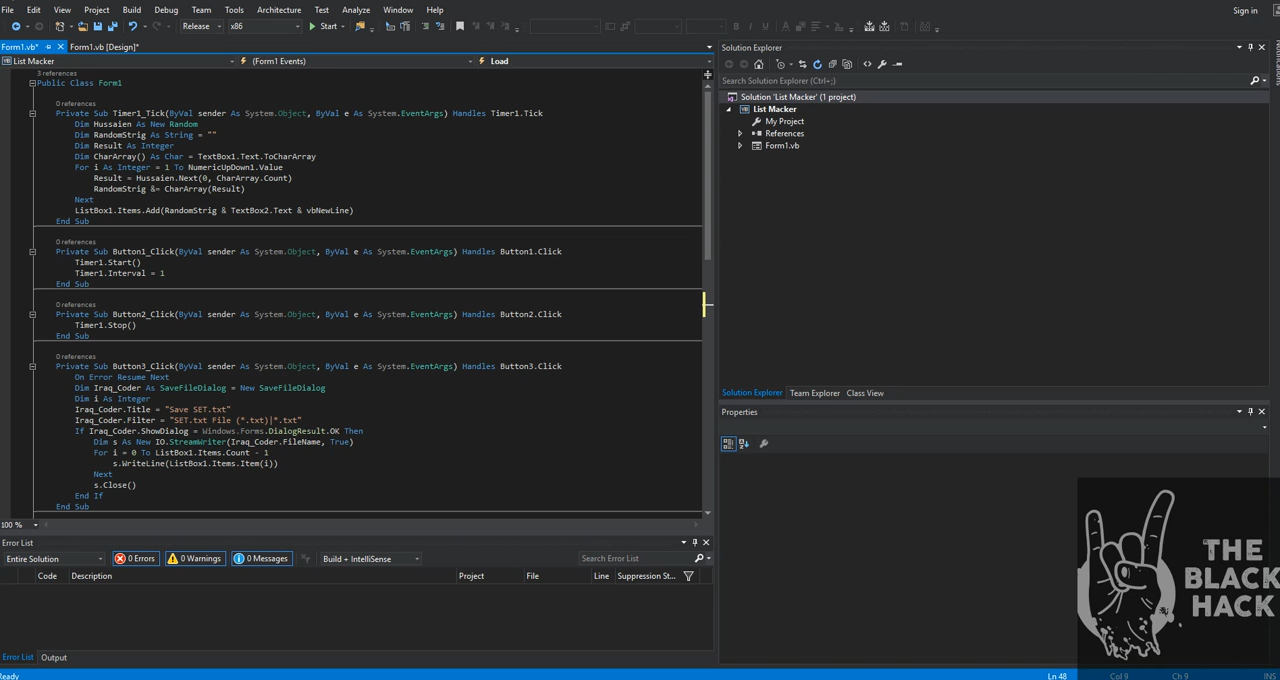 File Edit View Project Build Debug Team Tools Architecture Test Analyze Window Help Sign in
Release x86 Start
Form1.vb* Form1.vb [Design]*
List Macker (Form1 Events) Load
3 references
Public Class Form1
0 references
Private Sub Timer1_Tick(ByVal sender As System.Object, ByVal e As System.EventArgs) Handles Timer1.Tick
Dim Hussaien As New Random
Dim RandomStrig As String = ""
Dim Result As Integer
Dim CharArray() As Char = TextBox1.Text.ToCharArray
For i As Integer = 1 To NumericUpDown1.Value
Result = Hussaien.Next(0, CharArray.Count)
RandomStrig &= CharArray(Result)
Next
ListBox1.Items.Add(RandomStrig & TextBox2.Text & vbNewLine)
End Sub
0 references
Private Sub Button1_Click(ByVal sender As System.Object, ByVal e As System.EventArgs) Handles Button1.Click
Timer1.Start()
Timer1.Interval = 1
End Sub
0 references
Private Sub Button2_Click(ByVal sender As System.Object, ByVal e As System.EventArgs) Handles Button2.Click
Timer1.Stop()
End Sub
0 references
Private Sub Button3_Click(ByVal sender As System.Object, ByVal e As System.EventArgs) Handles Button3.Click
On Error Resume Next
Dim Iraq_Coder As SaveFileDialog = New SaveFileDialog
Dim i As Integer
Iraq_Coder.Title = "Save SET.txt"
Iraq_Coder.Filter = "SET.txt File (*.txt)|*.txt"
If Iraq_Coder.ShowDialog = Windows.Forms.DialogResult.OK Then
Dim s As New IO.StreamWriter(Iraq_Coder.FileName, True)
For i = 0 To ListBox1.Items.Count - 1
s.WriteLine(ListBox1.Items.Item(i))
Next
s.Close()
End If
End Sub
100 %
Error List
Entire Solution 0 Errors 0 Warnings 0 Messages Build + IntelliSense Search Error List
Code Description Project File Line Suppression St...
Error List Output
Solution Explorer
Search Solution Explorer (Ctrl+;)
Solution 'List Macker' (1 project)
List Macker
My Project
References
Form1.vb
Solution Explorer Team Explorer Class View
Properties
THE
BLACK
HACK
Ready Ln 48 Col 9 Ch 9 INS